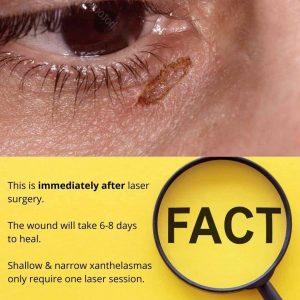 This is immediately after laser
surgery.
The wound will take 6-8 days
to heal.
Shallow & narrow xanthelasmas
only require one laser session.
FACT